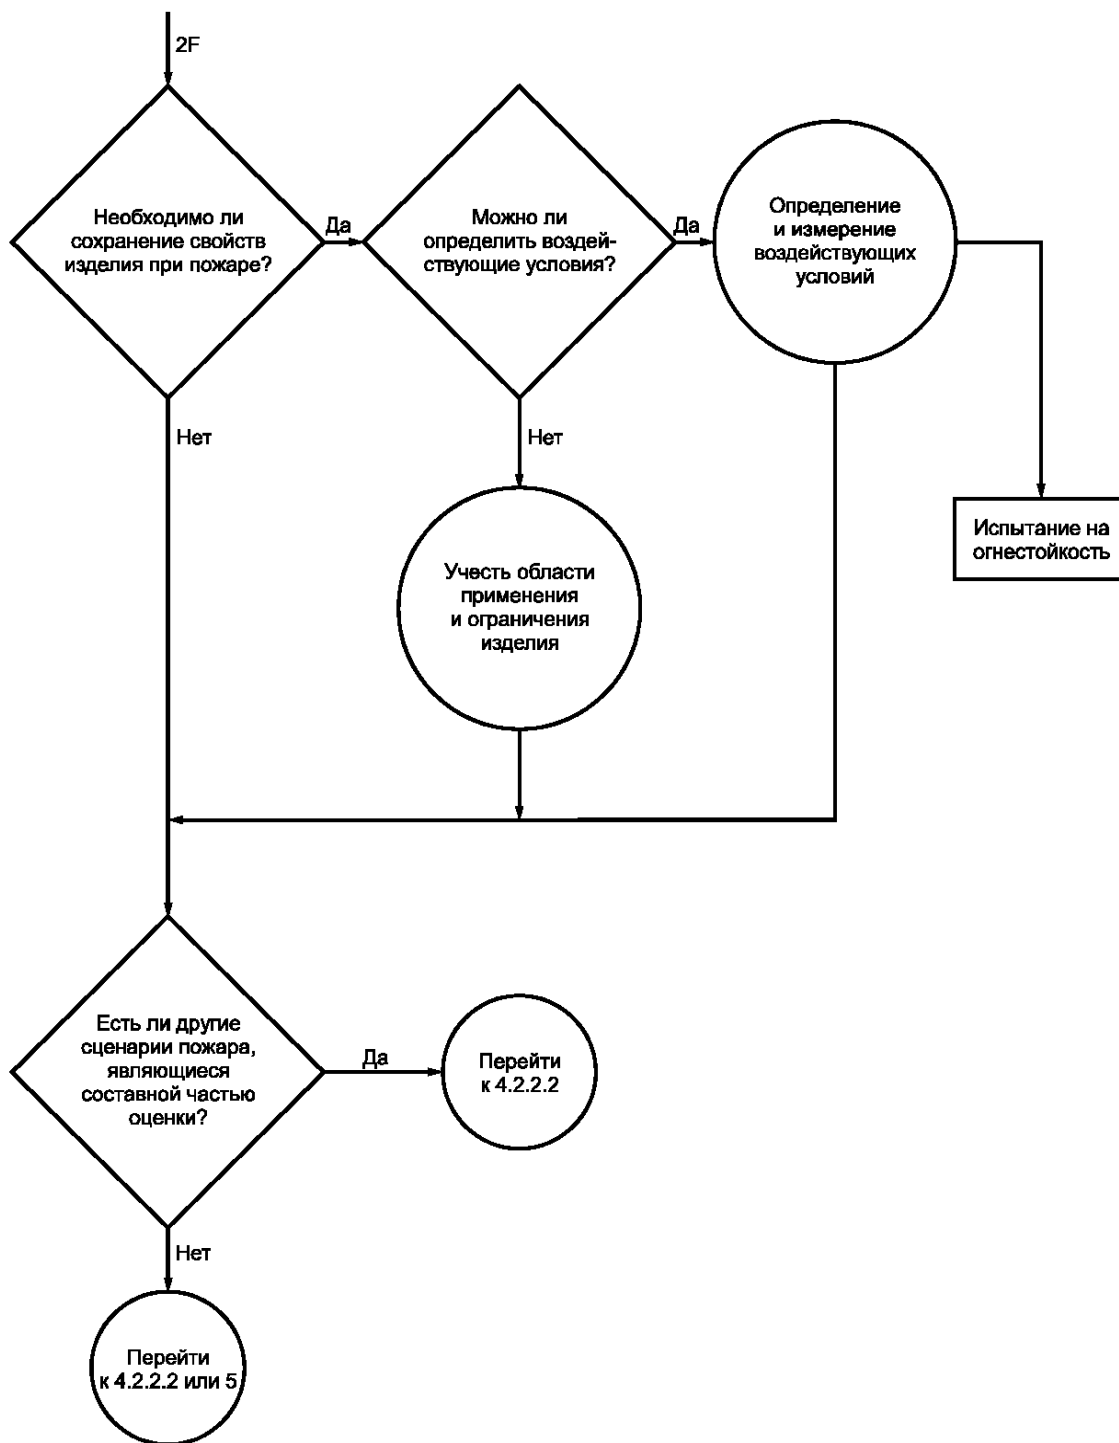 2F
Необходимо ли
сохранение свойств
изделия при пожаре?
Да
Можно ли
определить воздей-
ствующие условия?
Да
Определение
и измерение
воздействующих
условий
Нет
Нет
Испытание на
огнестойкость
Учесть области
применения
и ограничения
изделия
Есть ли другие
сценарии пожара,
являющиеся
составной частью
оценки?
Да
Перейти
к 4.2.2.2
Нет
Перейти
к 4.2.2.2 или 5